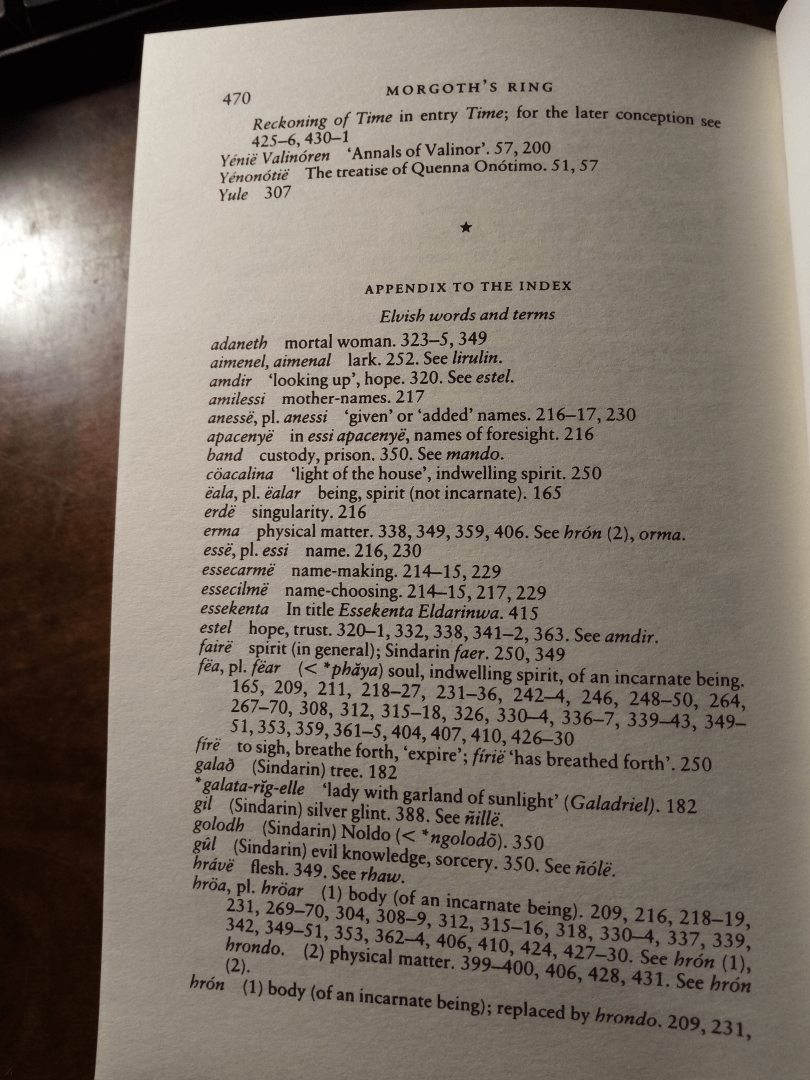 470 MORGOTH'S RING
Reckoning of Time in entry Time; for the later conception see
425–6, 430–1
Yénië Valinóren 'Annals of Valinor'. 57, 200
Yénonótië The treatise of Quenna Onótimo. 51, 57
Yule 307
★
APPENDIX TO THE INDEX
Elvish words and terms
adaneth mortal woman. 323–5, 349
aimenel, aimenal lark. 252. See lirulin.
amdir 'looking up', hope. 320. See estel.
amilessi mother-names. 217
anessë, pl. anessi 'given' or 'added' names. 216–17, 230
apacenyë in essi apacenyë, names of foresight. 216
band custody, prison. 350. See mando.
cöacalina 'light of the house', indwelling spirit. 250
ëala, pl. ëalar being, spirit (not incarnate). 165
erdë singularity. 216
erma physical matter. 338, 349, 359, 406. See hrón (2), orma.
essë, pl. essi name. 216, 230
essecarmë name-making. 214–15, 229
essecilmë name-choosing. 214–15, 217, 229
essekenta In title Essekenta Eldarinwa. 415
estel hope, trust. 320–1, 332, 338, 341–2, 363. See amdir.
fairë spirit (in general); Sindarin faer. 250, 349
fëa, pl. fëar (< *phāya) soul, indwelling spirit, of an incarnate being.
165, 209, 211, 218–27, 231–36, 242–4, 246, 248–50, 264,
267–70, 308, 312, 315–18, 326, 330–4, 336–7, 339–43, 349–
51, 353, 359, 361–5, 404, 407, 410, 426–30
fírë to sigh, breathe forth, 'expire'; fírië 'has breathed forth'. 250
galað (Sindarin) tree. 182
*galata-rīg-elle 'lady with garland of sunlight' (Galadriel). 182
gil (Sindarin) silver glint. 388. See ñillë.
golodh (Sindarin) Noldo (< *ngolodō). 350
gûl (Sindarin) evil knowledge, sorcery. 350. See ñólë.
hrávë flesh. 349. See rhaw.
hröa, pl. hröar (1) body (of an incarnate being). 209, 216, 218–19,
231, 269–70, 304, 308–9, 312, 315–16, 318, 330–4, 337, 339,
342, 349–51, 353, 362–4, 406, 410, 424, 427–30. See hrón (1),
hrondo. (2) physical matter. 399–400, 406, 428, 431. See hrón
(2).
hrón (1) body (of an incarnate being); replaced by hrondo. 209, 231,